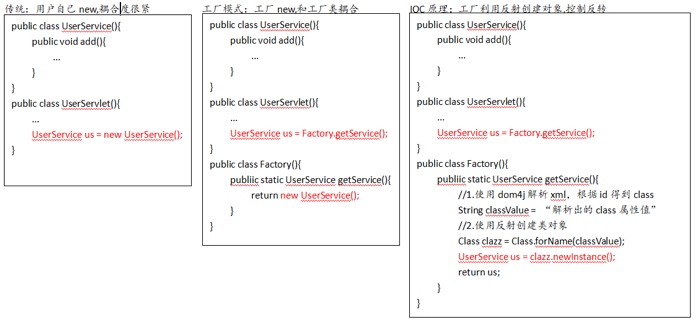 传统：用户自己 new,耦合度很紧
public class UserService(){
public void add(){
...
}
}
public class UserServlet(){
...
UserService us = new UserService();
}
工厂模式：工厂 new,和工厂类耦合
public class UserService(){
public void add(){
...
}
}
public class UserServlet(){
...
UserService us = Factory.getService();
}
public class Factory(){
publiic static UserService getService(){
return new UserService();
}
}
IOC 原理：工厂利用反射创建对象,控制反转
public class UserService(){
public void add(){
...
}
}
public class UserServlet(){
...
UserService us = Factory.getService();
}
public class Factory(){
publiic static UserService getService(){
//1.使用 dom4j 解析 xml，根据 id 得到 class
String classValue = “解析出的 class 属性值”
//2.使用反射创建类对象
Class clazz = Class.forName(classValue);
UserService us = clazz.newInstance();
return us;
}
}